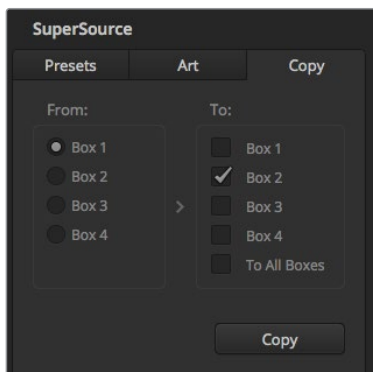 SuperSource
Presets Art Copy
From: To:
Box 1 Box 1
Box 2 Box 2
Box 3 Box 3
Box 4 Box 4
To All Boxes
Copy